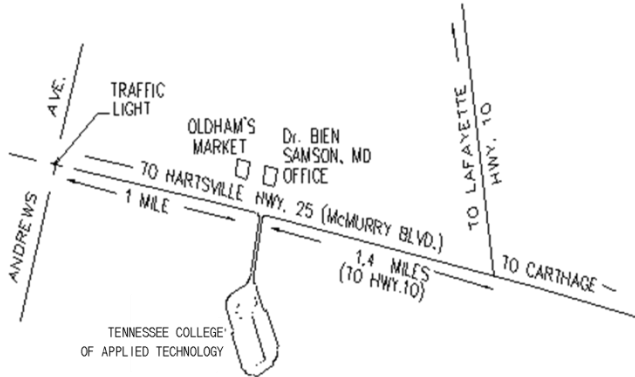 AVE.
TRAFFIC
LIGHT
OLDHAM'S
MARKET
Dr. BIEN
SAMSON, MD
OFFICE
TO LAFAYETTE
HWY. 10
TO HARTSVILLE HWY. 25 (McMURRY BLVD.)
1 MILE
ANDREWS
1.4 MILES
(TO HWY.10)
TO CARTHAGE
TENNESSEE COLLEGE
OF APPLIED TECHNOLOGY